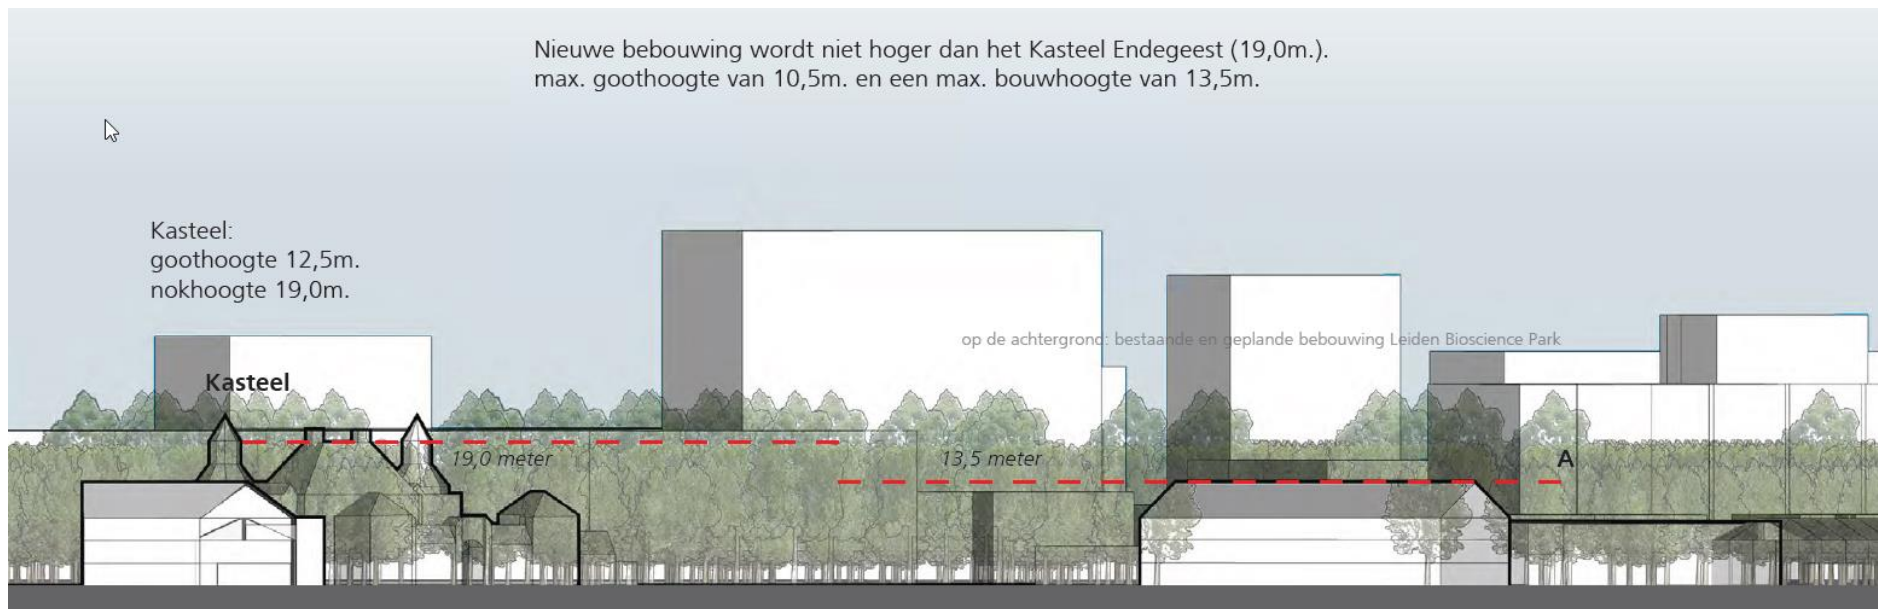 Nieuwe bebouwing wordt niet hoger dan het Kasteel Endegeest (19,0m.).
max. goothoogte van 10,5m. en een max. bouwhoogte van 13,5m.
Kasteel:
goothoogte 12,5m.
nokhoogte 19,0m.
op de achtergrond: bestaande en geplande bebouwing Leiden Bioscience Park
Kasteel
19,0 meter
13,5 meter
A